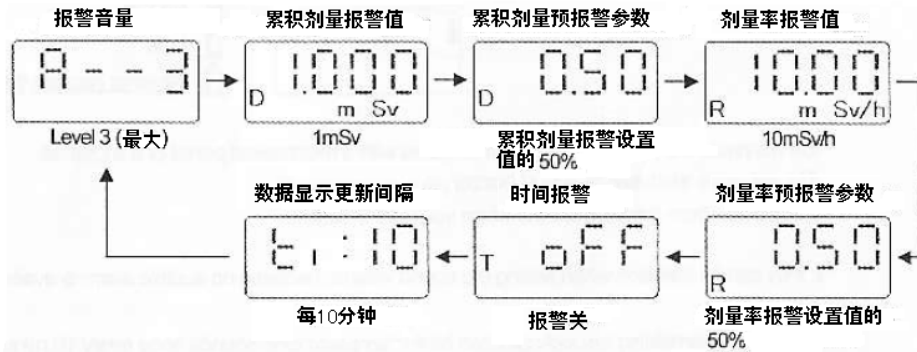 报警音量
累积剂量报警值
累积剂量预报警参数
剂量率报警值
A--3
D 1.000 m Sv
D 0.50
R 10.00 m Sv/h
Level 3 (最大)
1mSv
累积剂量报警设置
值的50%
10mSv/h
数据显示更新间隔
时间报警
剂量率预报警参数
t.:10
T oFF
R 0.50
每10分钟
报警关
剂量率报警设置值的
50%